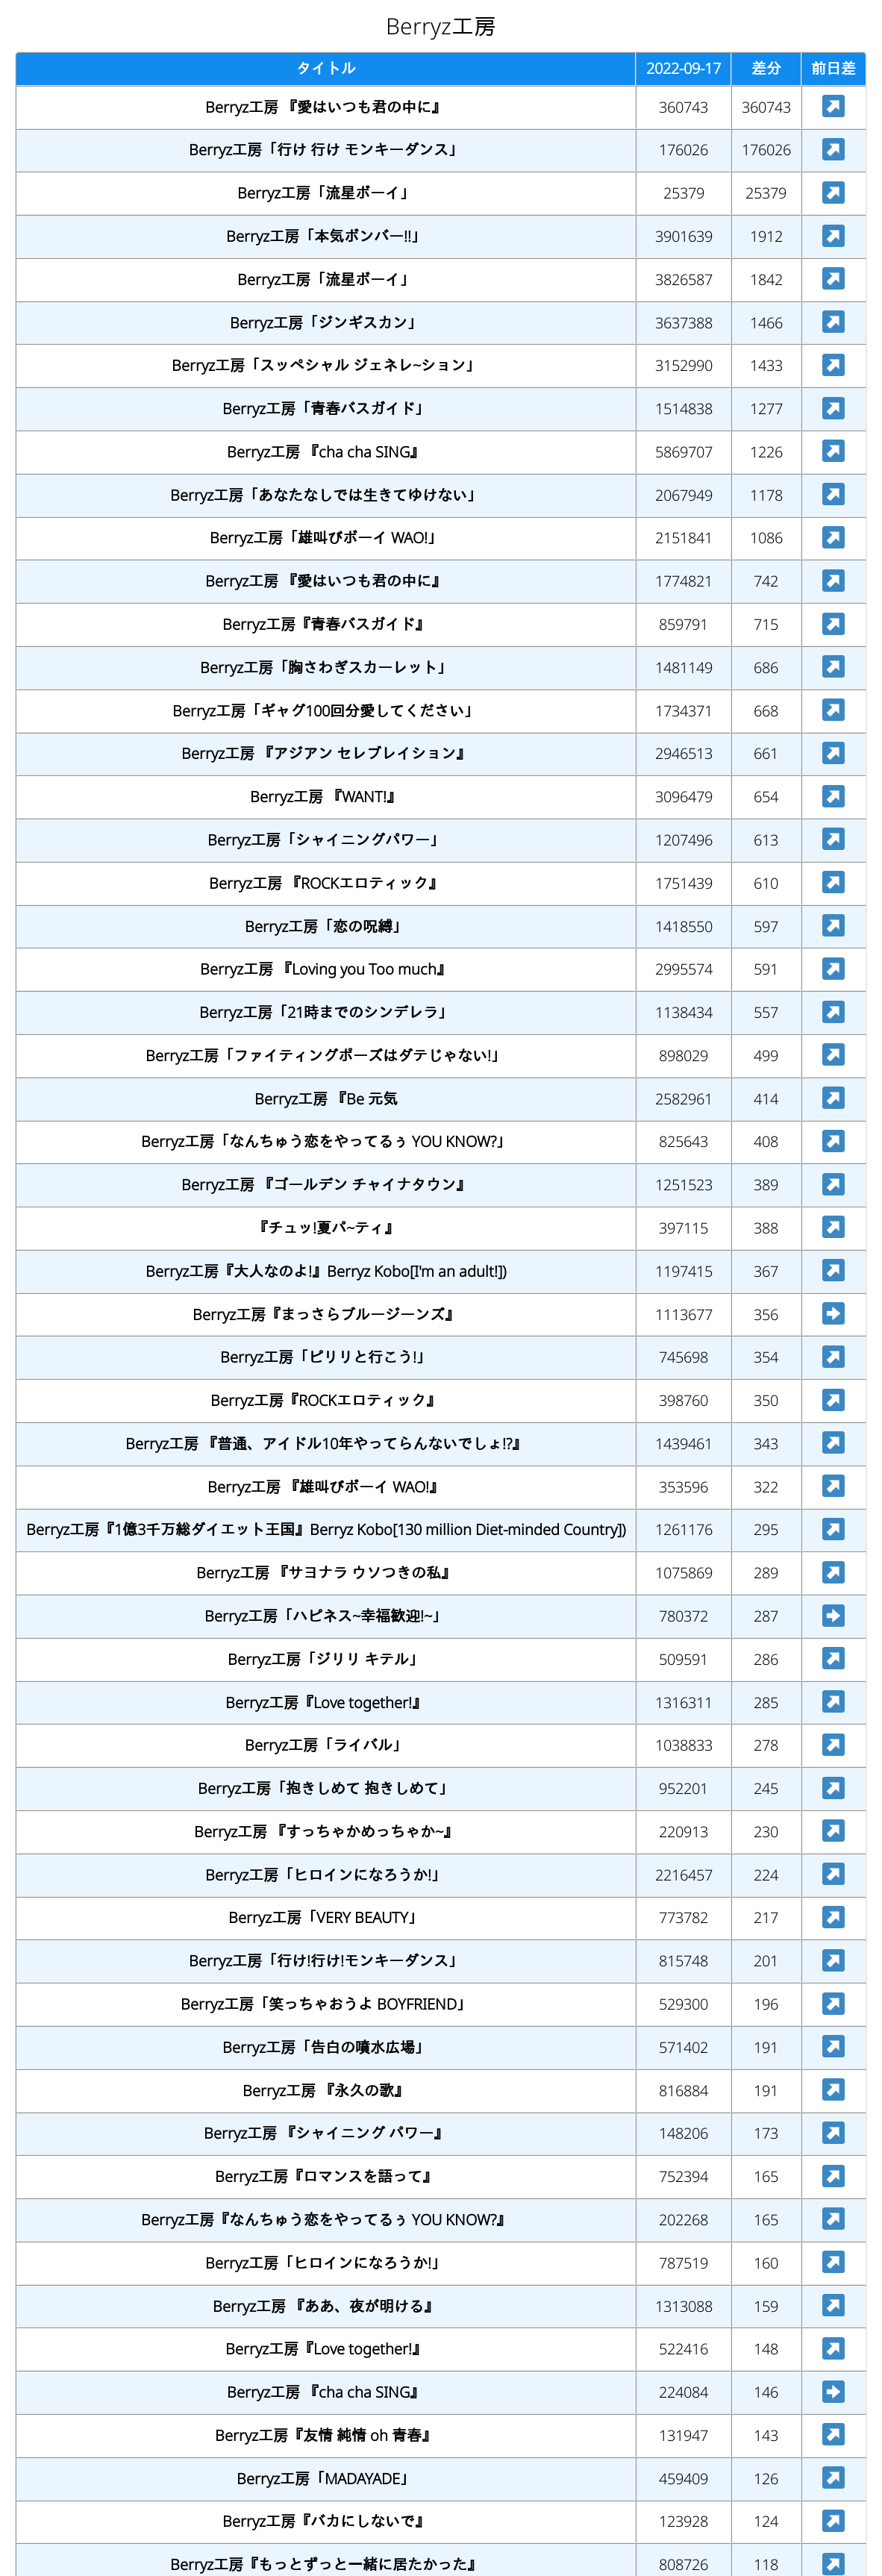 Berryz工房
タイトル 2022-09-17 差分 前日差
Berryz工房 『愛はいつも君の中に』 360743 360743
Berryz工房「行け 行け モンキーダンス」 176026 176026
Berryz工房「流星ボーイ」 25379 25379
Berryz工房「本気ボンバー!!」 3901639 1912
Berryz工房「流星ボーイ」 3826587 1842
Berryz工房「ジンギスカン」 3637388 1466
Berryz工房「スッペシャル ジェネレ~ション」 3152990 1433
Berryz工房「青春バスガイド」 1514838 1277
Berryz工房 『cha cha SING』 5869707 1226
Berryz工房「あなたなしでは生きてゆけない」 2067949 1178
Berryz工房「雄叫びボーイ WAO!」 2151841 1086
Berryz工房 『愛はいつも君の中に』 1774821 742
Berryz工房『青春バスガイド』 859791 715
Berryz工房「胸さわぎスカーレット」 1481149 686
Berryz工房「ギャグ100回分愛してください」 1734371 668
Berryz工房 『アジアン セレブレイション』 2946513 661
Berryz工房 『WANT!』 3096479 654
Berryz工房「シャイニングパワー」 1207496 613
Berryz工房 『ROCKエロティック』 1751439 610
Berryz工房「恋の呪縛」 1418550 597
Berryz工房 『Loving you Too much』 2995574 591
Berryz工房「21時までのシンデレラ」 1138434 557
Berryz工房「ファイティングポーズはダテじゃない!」 898029 499
Berryz工房 『Be 元気 2582961 414
Berryz工房「なんちゅう恋をやってるぅ YOU KNOW?」 825643 408
Berryz工房 『ゴールデン チャイナタウン』 1251523 389
『チュッ!夏パ~ティ』 397115 388
Berryz工房『大人なのよ!』Berryz Kobo[I'm an adult!]) 1197415 367
Berryz工房『まっさらブルージーンズ』 1113677 356
Berryz工房「ピリリと行こう!」 745698 354
Berryz工房『ROCKエロティック』 398760 350
Berryz工房 『普通、アイドル10年やってらんないでしょ!?』 1439461 343
Berryz工房 『雄叫びボーイ WAO!』 353596 322
Berryz工房『1億3千万総ダイエット王国』Berryz Kobo[130 million Diet-minded Country]) 1261176 295
Berryz工房 『サヨナラ ウソつきの私』 1075869 289
Berryz工房「ハピネス~幸福歓迎!~」 780372 287
Berryz工房「ジリリ キテル」 509591 286
Berryz工房『Love together!』 1316311 285
Berryz工房「ライバル」 1038833 278
Berryz工房「抱きしめて 抱きしめて」 952201 245
Berryz工房 『すっちゃかめっちゃか~』 220913 230
Berryz工房「ヒロインになろうか!」 2216457 224
Berryz工房「VERY BEAUTY」 773782 217
Berryz工房「行け!行け!モンキーダンス」 815748 201
Berryz工房「笑っちゃおうよ BOYFRIEND」 529300 196
Berryz工房「告白の噴水広場」 571402 191
Berryz工房 『永久の歌』 816884 191
Berryz工房 『シャイニング パワー』 148206 173
Berryz工房『ロマンスを語って』 752394 165
Berryz工房『なんちゅう恋をやってるぅ YOU KNOW?』 202268 165
Berryz工房「ヒロインになろうか!」 787519 160
Berryz工房 『ああ、夜が明ける』 1313088 159
Berryz工房『Love together!』 522416 148
Berryz工房 『cha cha SING』 224084 146
Berryz工房『友情 純情 oh 青春』 131947 143
Berryz工房「MADAYADE」 459409 126
Berryz工房『バカにしないで』 123928 124
Berryz工房『もっとずっと一緒に居たかった』 808726 118